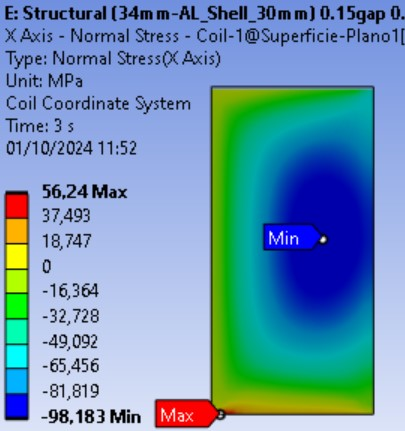 E: Structural (34mm-AL_Shell_30mm) 0.15gap 0.
X Axis - Normal Stress - Coil-1@Superficie-Plano1[
Type: Normal Stress(X Axis)
Unit: MPa
Coil Coordinate System
Time: 3 s
01/10/2024 11:52
56,24 Max
37,493
18,747
0
-16,364
-32,728
-49,092
-65,456
-81,819
-98,183 Min
Min
Max